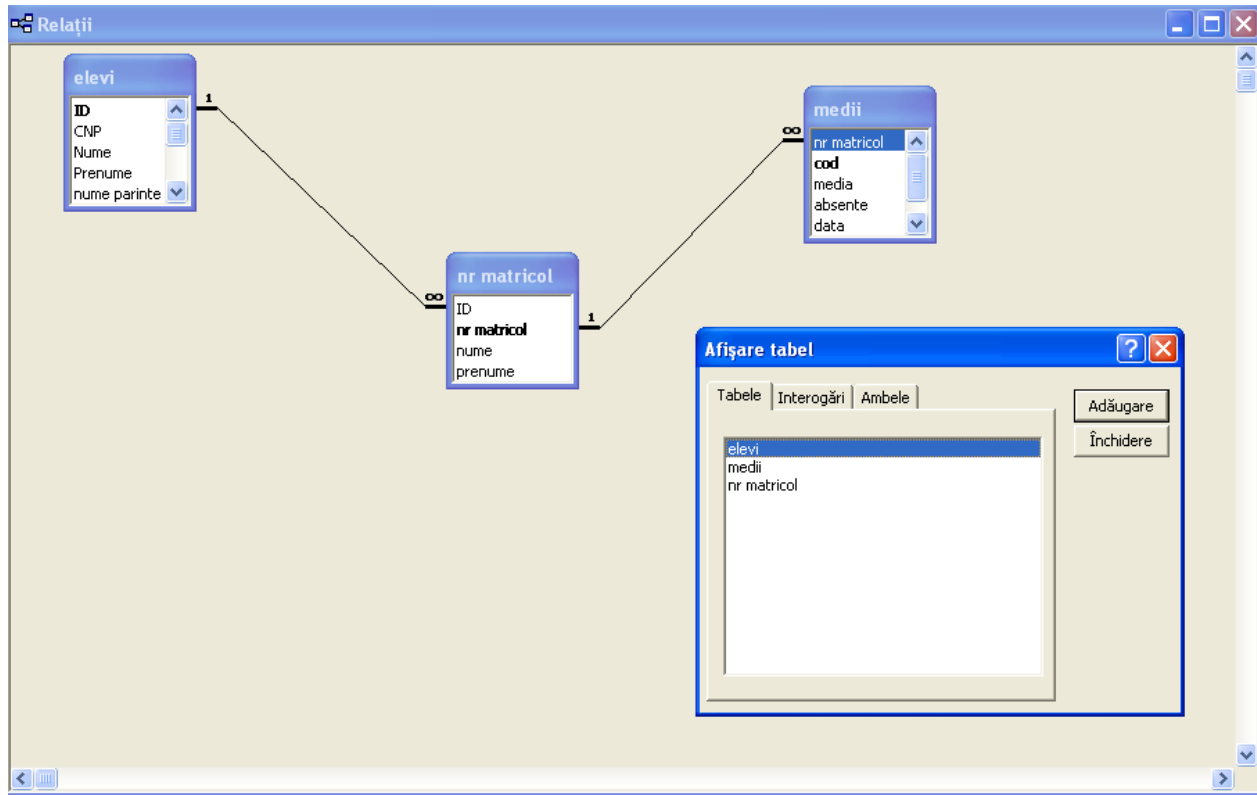 Relații
elevi
ID
CNP
Nume
Prenume
nume parinte
1
∞
nr matricol
ID
nr matricol
nume
prenume
1
∞
medii
nr matricol
cod
media
absente
data
Afişare tabel
Tabele Interogări Ambele
elevi
medii
nr matricol
Adăugare
Închidere